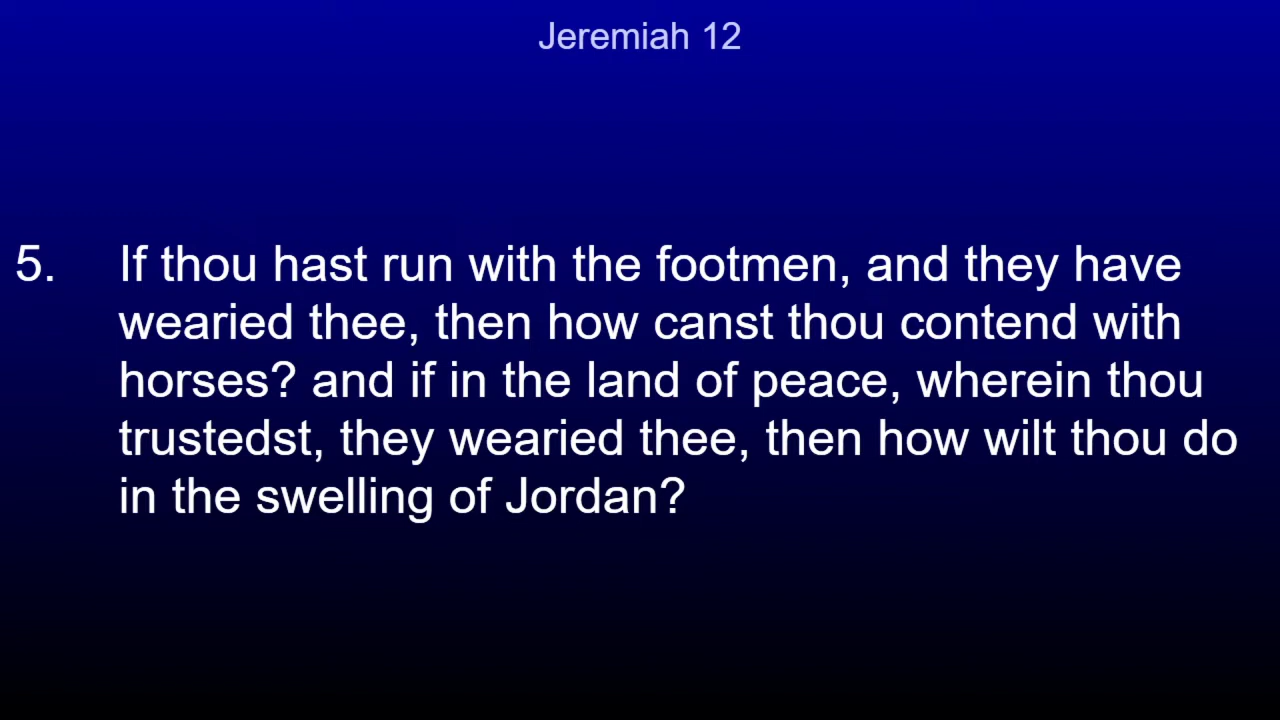 Jeremiah 12
5. If thou hast run with the footmen, and they have
wearied thee, then how canst thou contend with
horses? and if in the land of peace, wherein thou
trustedst, they wearied thee, then how wilt thou do
in the swelling of Jordan?